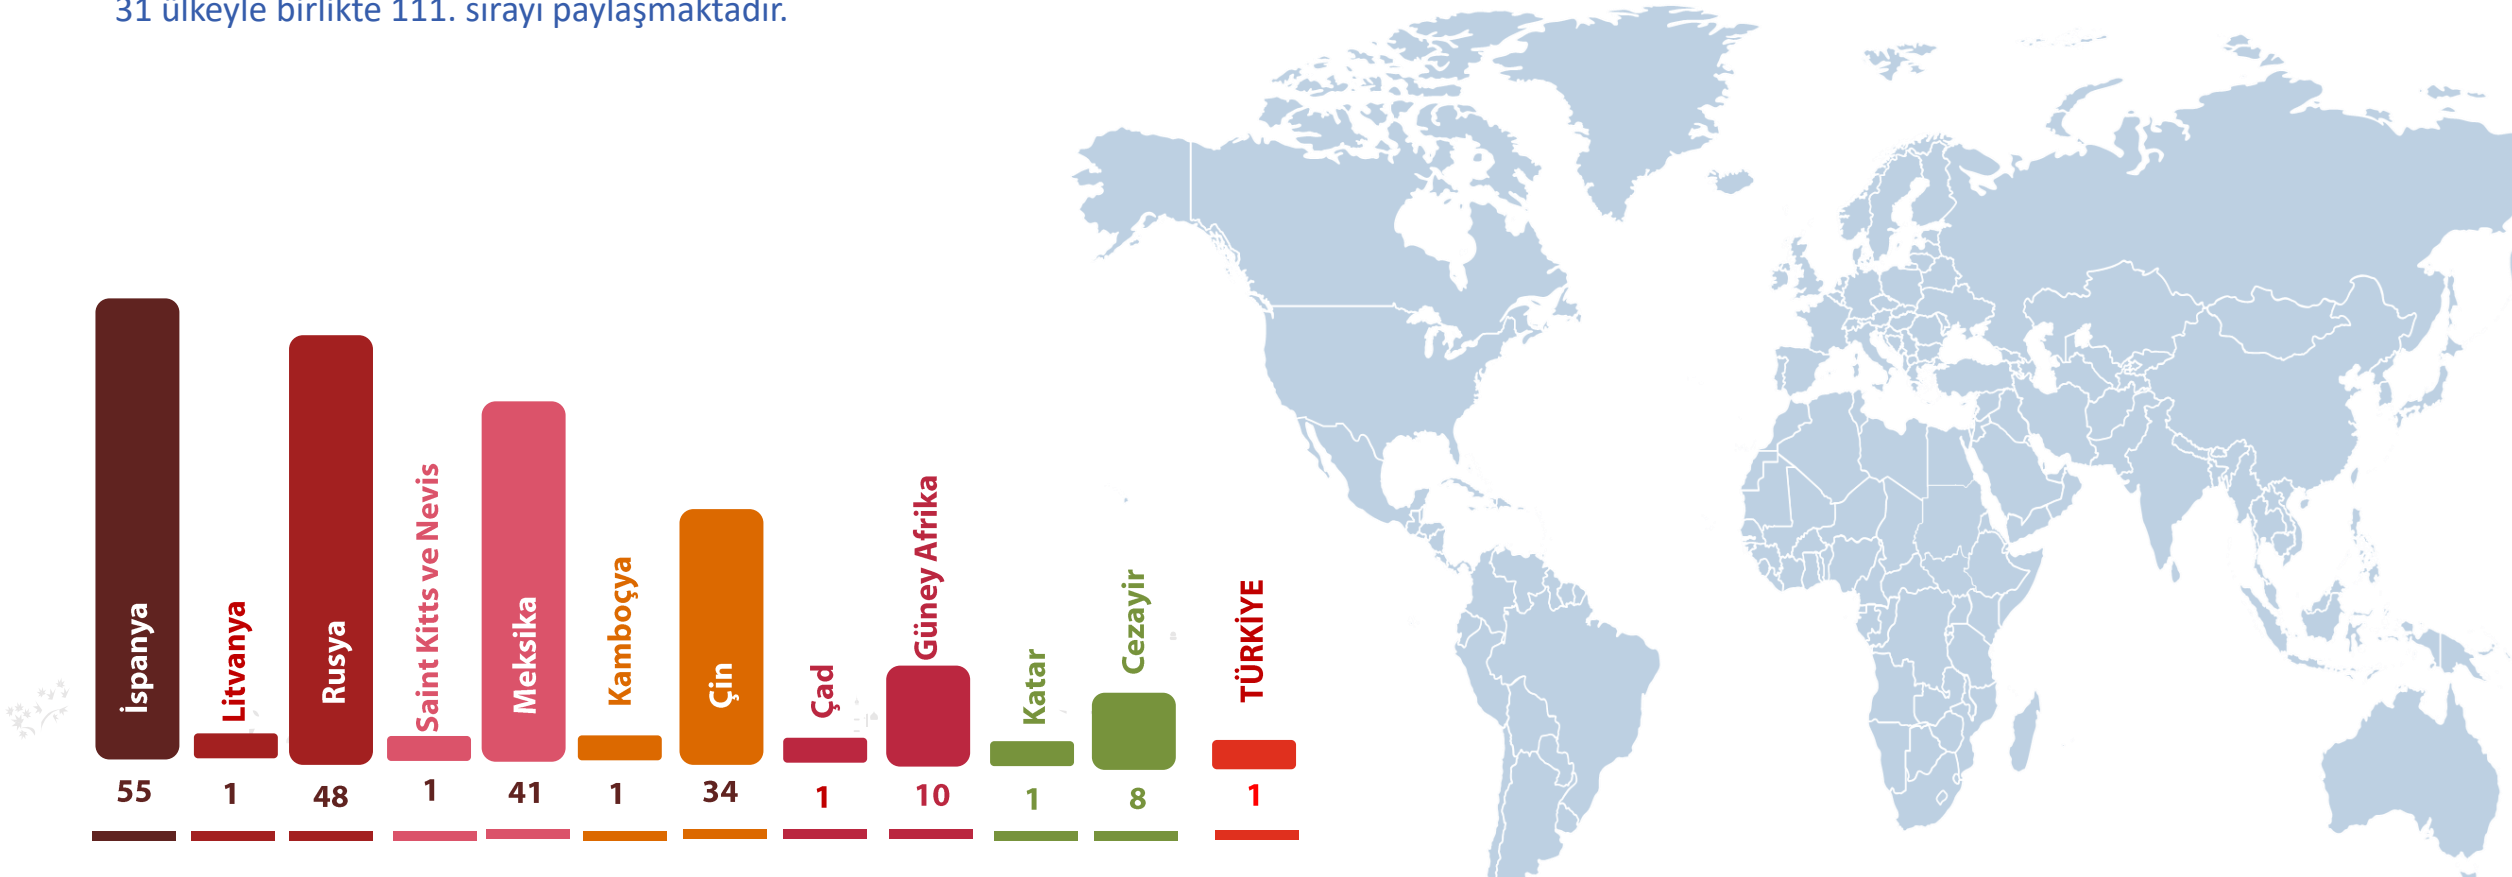 31 ülkeyle birlikte 111. sırayı paylaşmaktadır.
İspanya
Litvanya
Rusya
Saint Kitts ve Nevis
Meksika
Kamboçya
Çin
Çad
Güney Afrika
Katar
Cezayir
TÜRKİYE
55
1
48
1
41
1
34
1
10
1
8
1